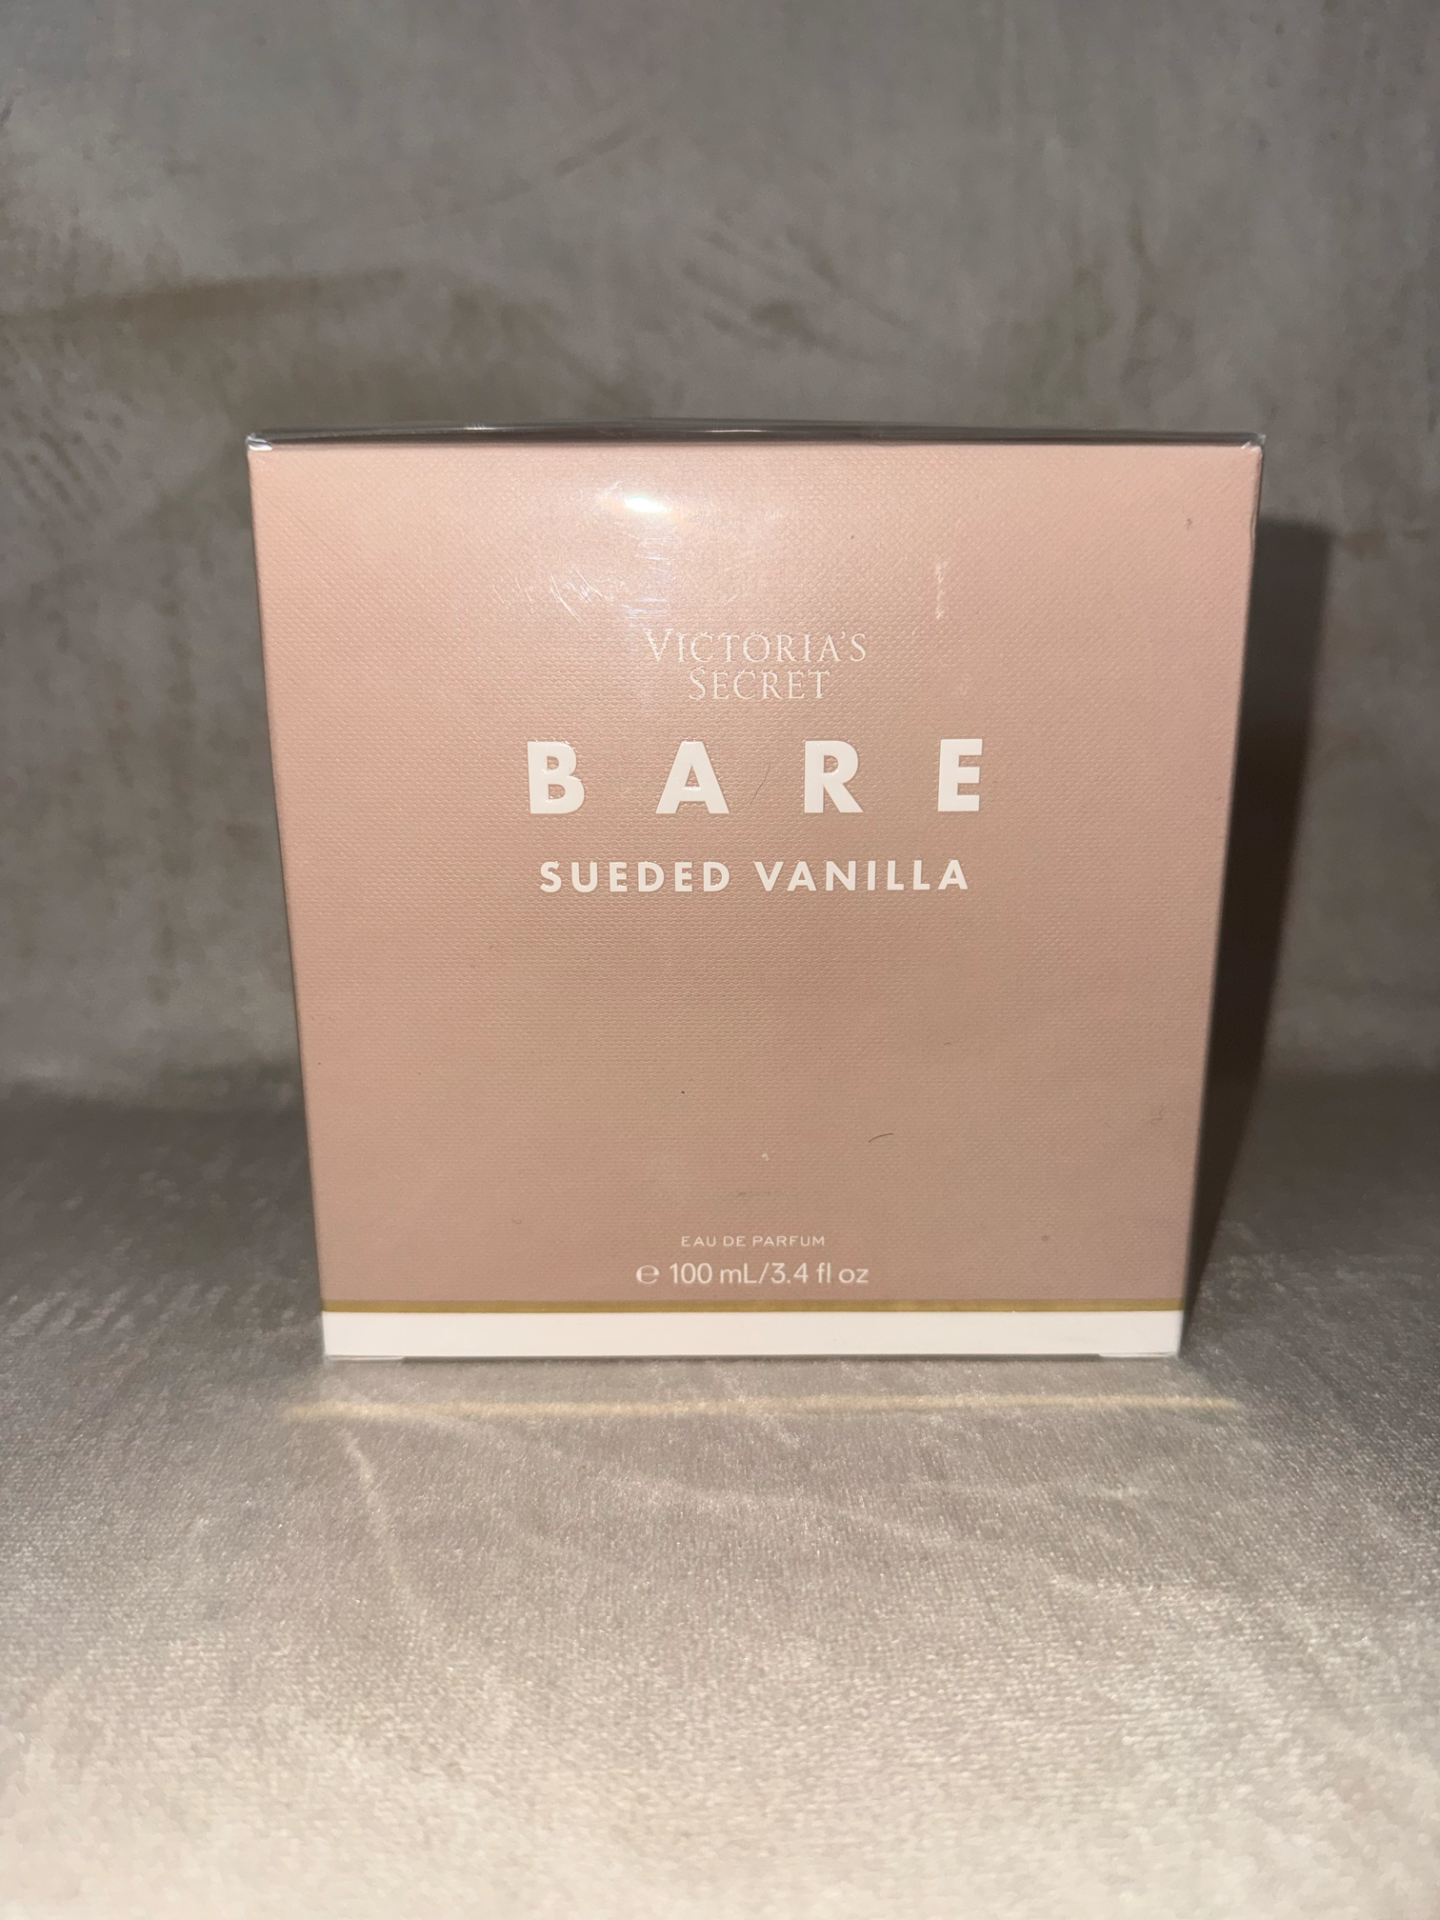 VICTORIA'S
SECRET
BARE
SUEDED VANILLA
EAU DE PARFUM
℮ 100 mL/3.4 fl oz